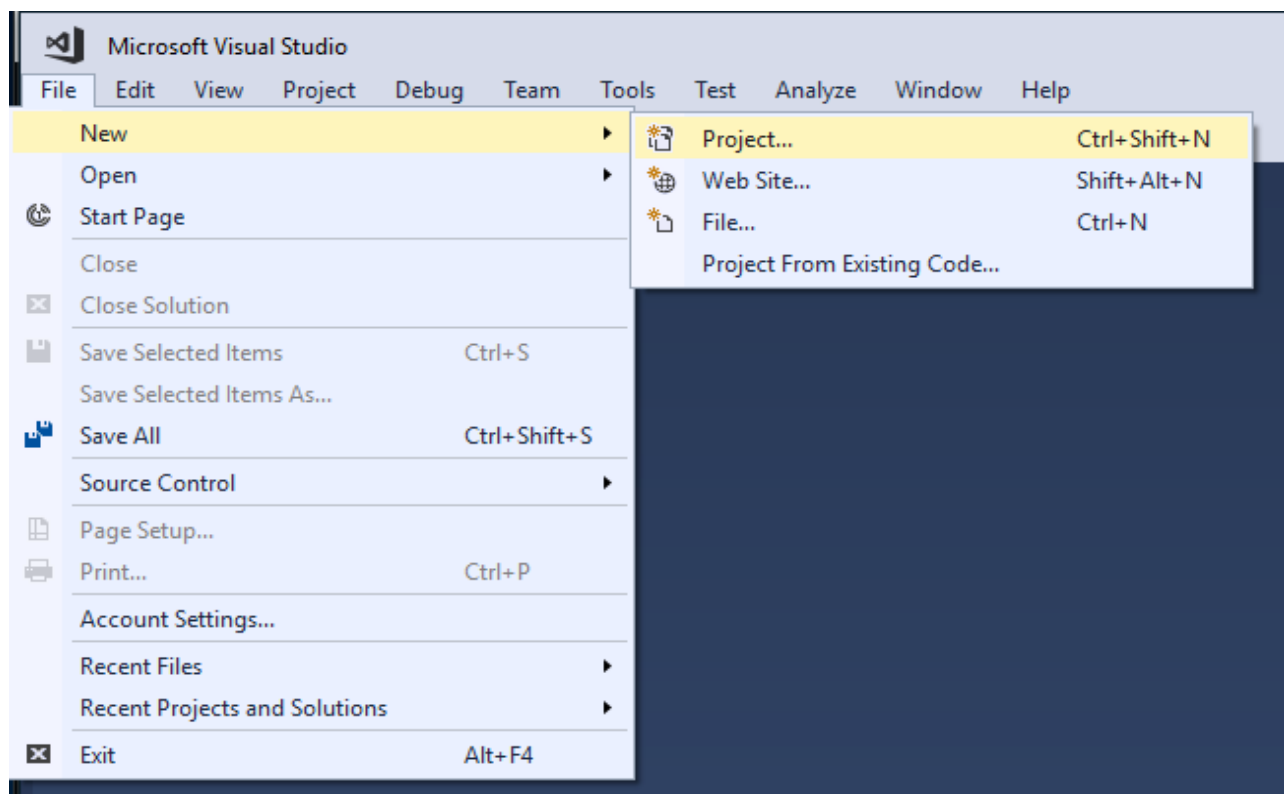 Microsoft Visual Studio
File Edit View Project Debug Team Tools Test Analyze Window Help
New
Open
Start Page
Close
Close Solution
Save Selected Items Ctrl+S
Save Selected Items As...
Save All Ctrl+Shift+S
Source Control
Page Setup...
Print... Ctrl+P
Account Settings...
Recent Files
Recent Projects and Solutions
Exit Alt+F4
Project... Ctrl+Shift+N
Web Site... Shift+Alt+N
File... Ctrl+N
Project From Existing Code...